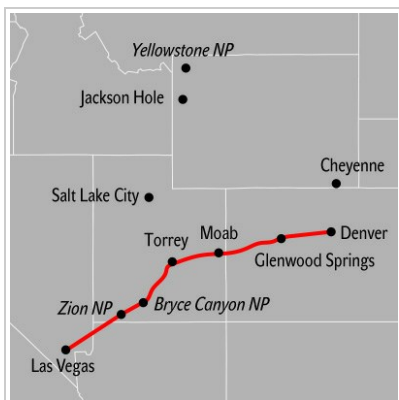 Yellowstone NP
Jackson Hole
Cheyenne
Salt Lake City
Denver
Moab
Torrey
Glenwood Springs
Zion NP
Bryce Canyon NP
Las Vegas